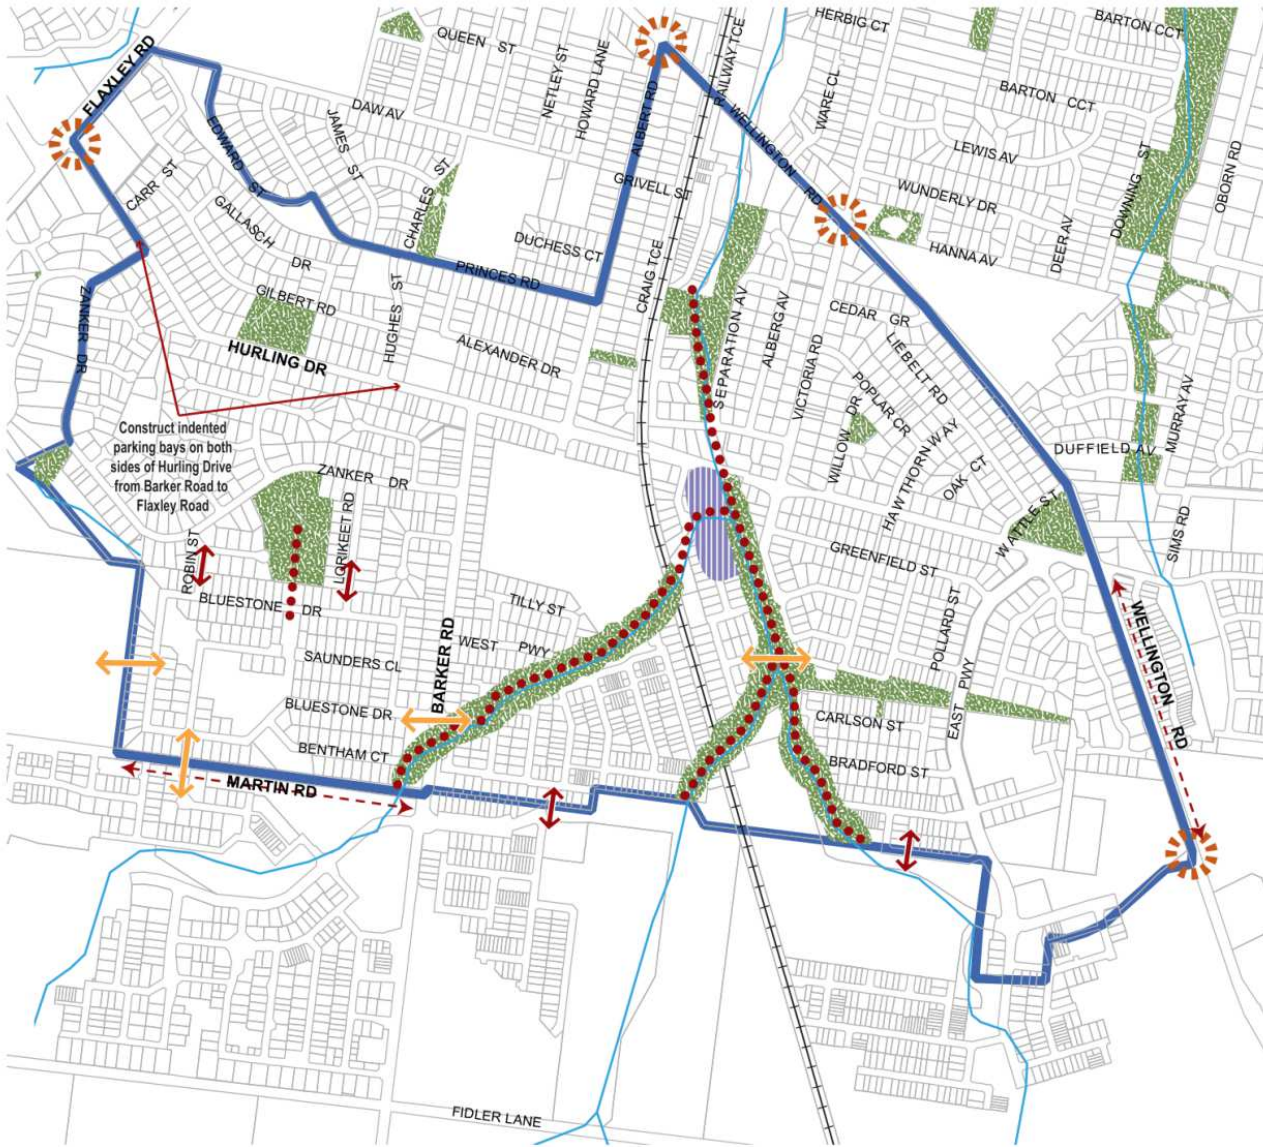 HERBIG CT
BARTON CCT
QUEEN ST
FLAXLEY RD
NETLEY ST
HOWARD LANE
RAILWAY TCE
WARE CL
BARTON CCT
DAW AV
JAMES ST
ALBERT RD
WELLINGTON RD
LEWIS AV
EDWARD ST
CARR ST
CHARLES ST
GRIVELL ST
WUNDERLY DR
DOWNING ST
OBORN RD
GALLASCH DR
DUCHESS CT
HANNA AV
DEER AV
PRINCES RD
CRAIG TCE
ZANKER DR
GILBERT RD
HUGHES ST
SEPARATION AV
ALBERG AV
CEDAR GR
HURLING DR
ALEXANDER DR
VICTORIA RD
LIEBELT RD
POPLAR CR
WILLOW DR
MURRAY AV
Construct indented
parking bays on both
sides of Hurling Drive
from Barker Road to
Flaxley Road
HAWTHORN WAY
OAK CT
DUFFIELD AV
ZANKER DR
LORIKEET RD
WATTLE ST
SIMS RD
ROBIN ST
GREENFIELD ST
BLUESTONE DR
TILLY ST
POLLARD ST
WELLINGTON RD
WEST PWY
BARKER RD
SAUNDERS CL
EAST PWY
BLUESTONE DR
CARLSON ST
BENTHAM CT
BRADFORD ST
MARTIN RD
FIDLER LANE